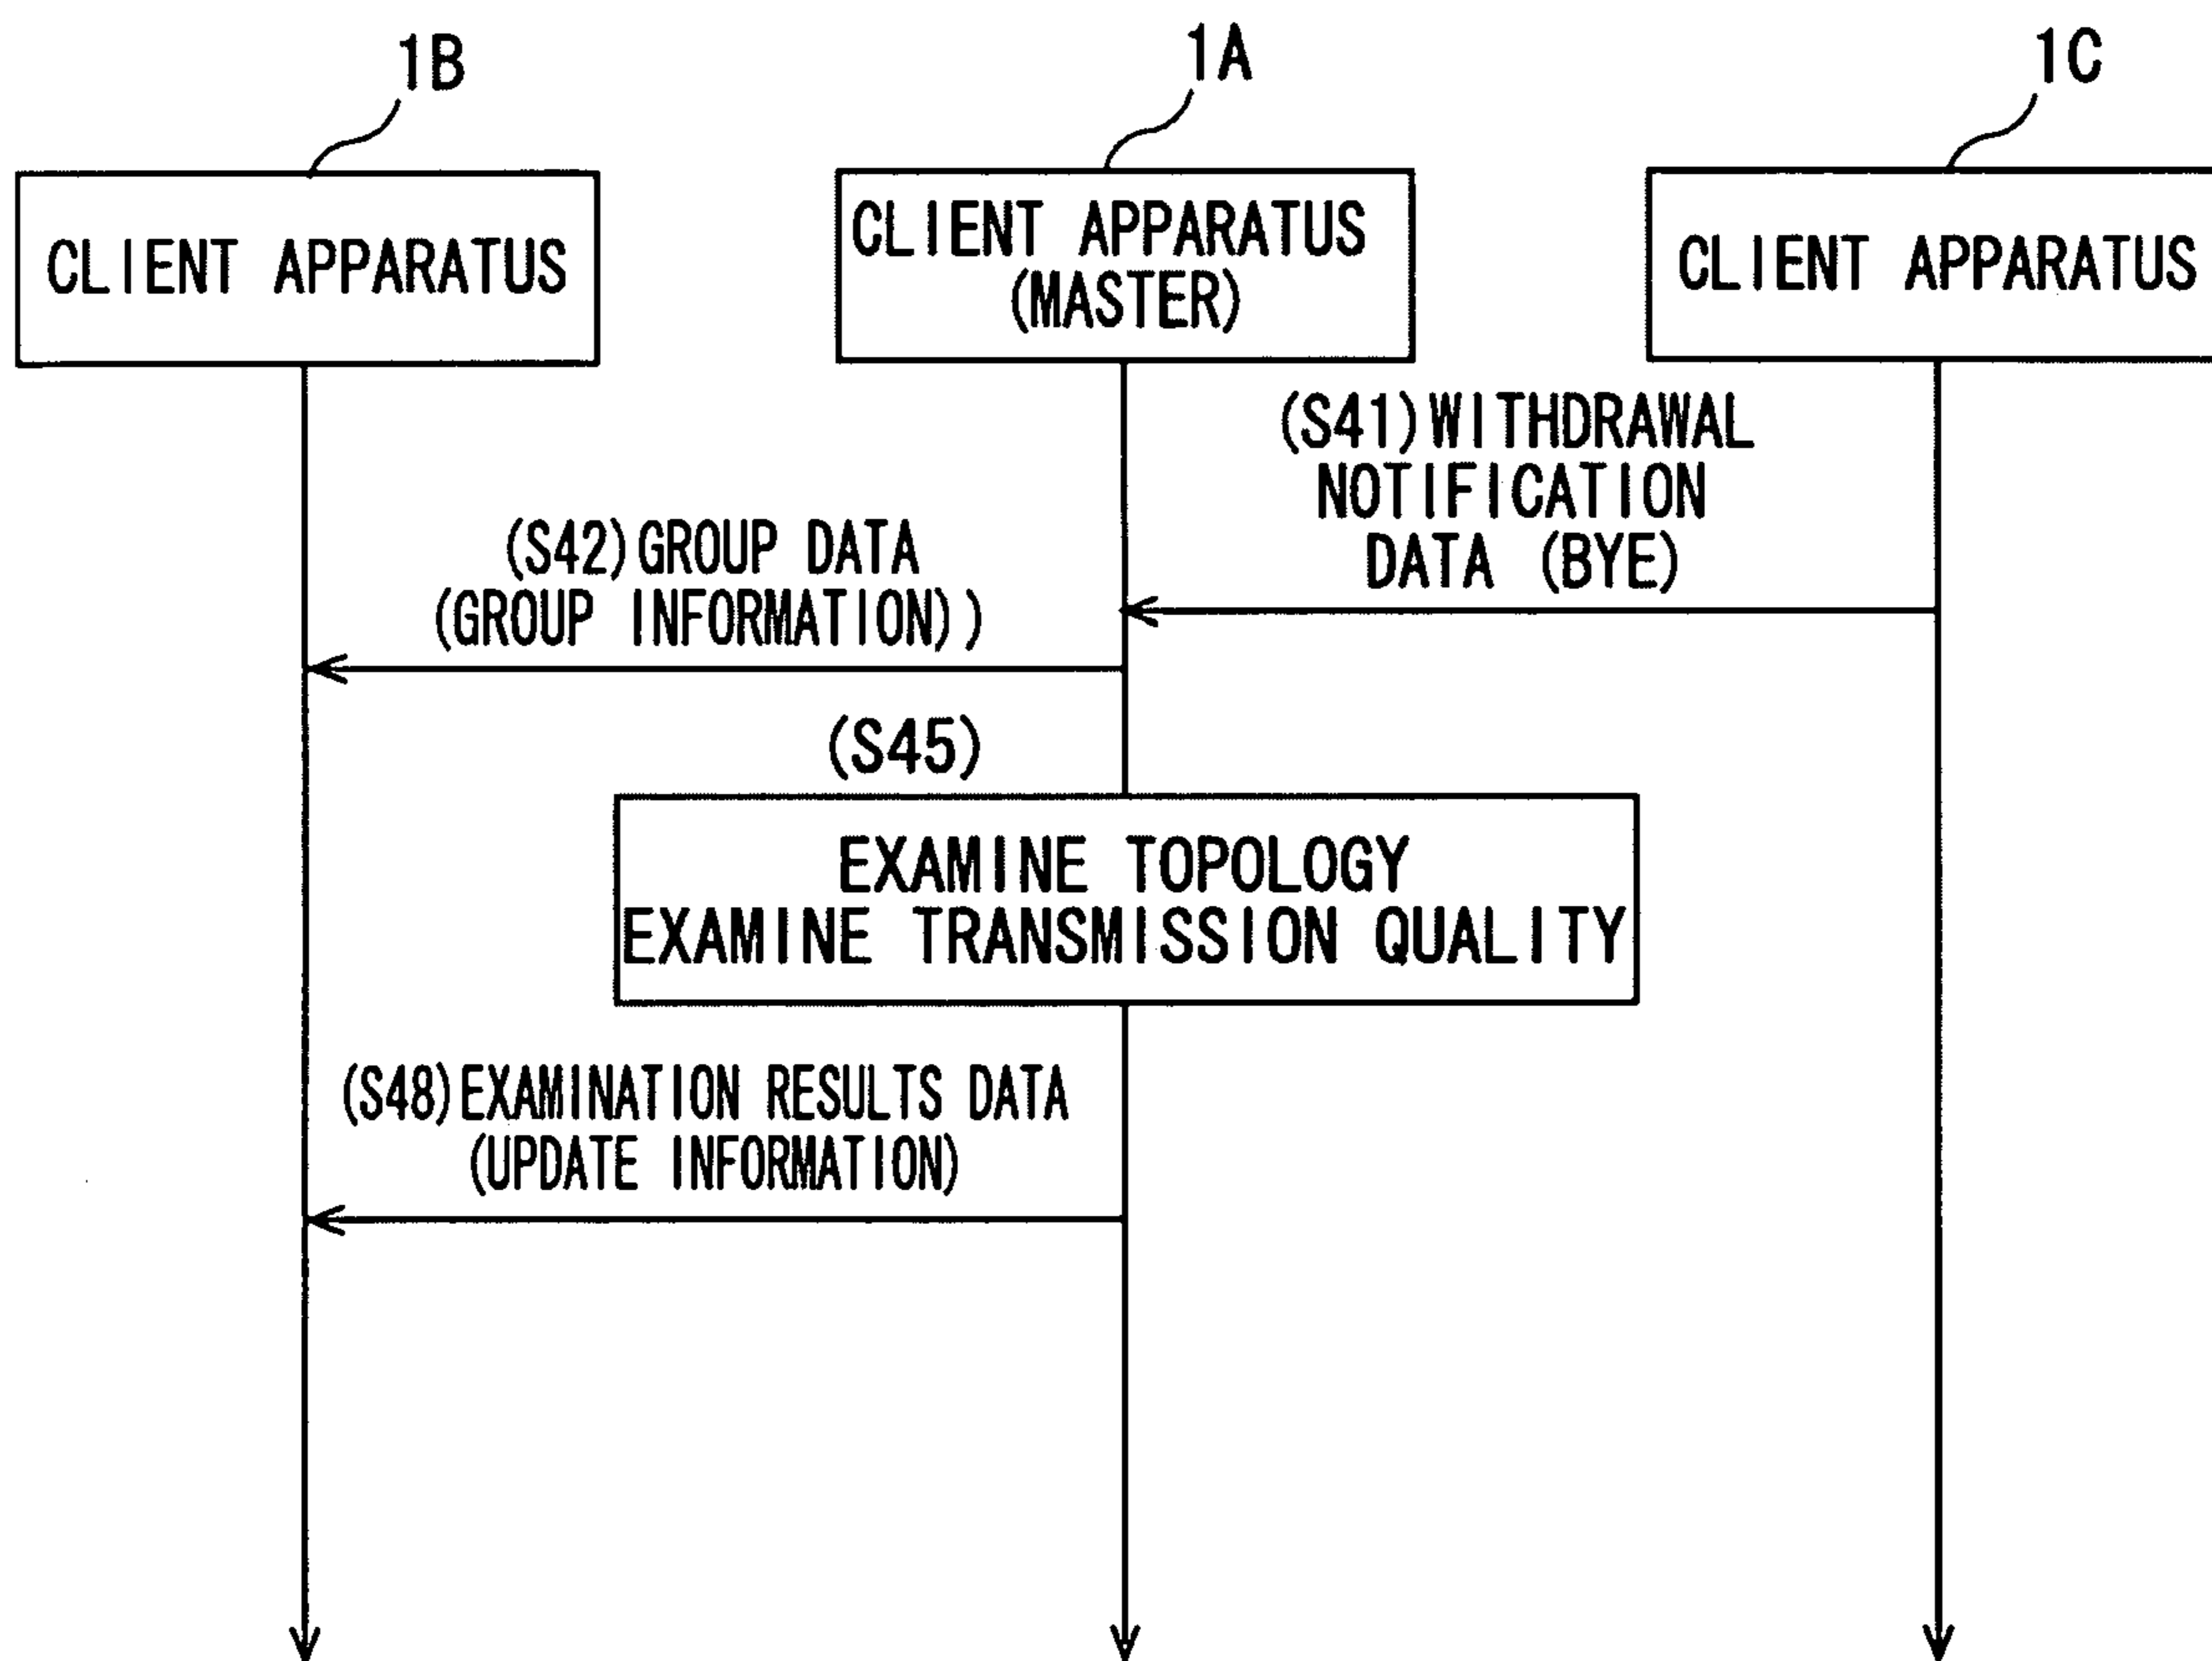 1B
1A
1C
CLIENT APPARATUS
CLIENT APPARATUS
(MASTER)
CLIENT APPARATUS
(S41) WITHDRAWAL
NOTIFICATION
DATA (BYE)
(S42) GROUP DATA
(GROUP INFORMATION))
(S45)
EXAMINE TOPOLOGY
EXAMINE TRANSMISSION QUALITY
(S48) EXAMINATION RESULTS DATA
(UPDATE INFORMATION)